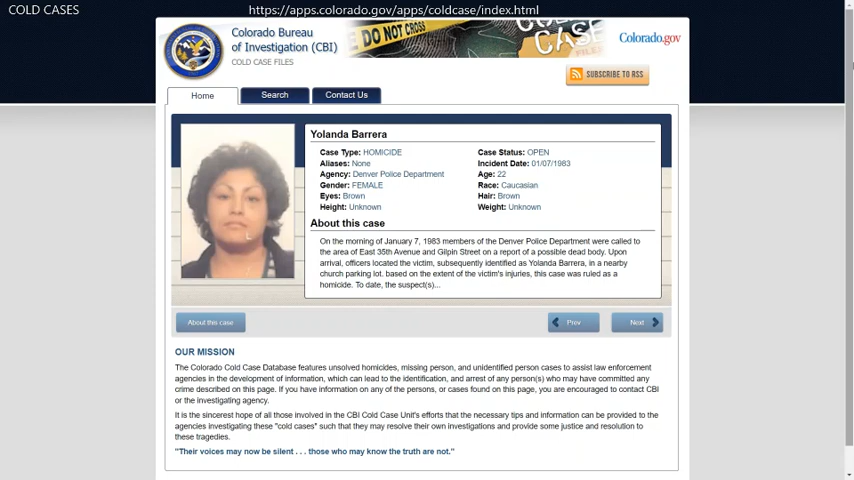 COLD CASES
https://apps.colorado.gov/apps/coldcase/index.html
Colorado Bureau
of Investigation (CBI)
COLD CASE FILES
DO NOT CROSS
CASE
FILES
Colorado.gov
SUBSCRIBE TO RSS
Home
Search
Contact Us
Yolanda Barrera
Case Type: HOMICIDE
Case Status: OPEN
Aliases: None
Incident Date: 01/07/1983
Agency: Denver Police Department
Age: 22
Gender: FEMALE
Race: Caucasian
Eyes: Brown
Hair: Brown
Height: Unknown
Weight: Unknown
About this case
On the morning of January 7, 1983 members of the Denver Police Department were called to
the area of East 35th Avenue and Gilpin Street on a report of a possible dead body. Upon
arrival, officers located the victim, subsequently identified as Yolanda Barrera, in a nearby
church parking lot. based on the extent of the victim's injuries, this case was ruled as a
homicide. To date, the suspect(s)...
About this case
Prev
Next
OUR MISSION
The Colorado Cold Case Database features unsolved homicides, missing person, and unidentified person cases to assist law enforcement
agencies in the development of information, which can lead to the identification, and arrest of any person(s) who may have committed any
crime described on this page. If you have information on any of the persons, or cases found on this page, you are encouraged to contact CBI
or the investigating agency.
It is the sincerest hope of all those involved in the CBI Cold Case Unit's efforts that the necessary tips and information can be provided to the
agencies investigating these "cold cases" such that they may resolve their own investigations and provide some justice and resolution to
these tragedies.
"Their voices may now be silent . . . those who may know the truth are not."